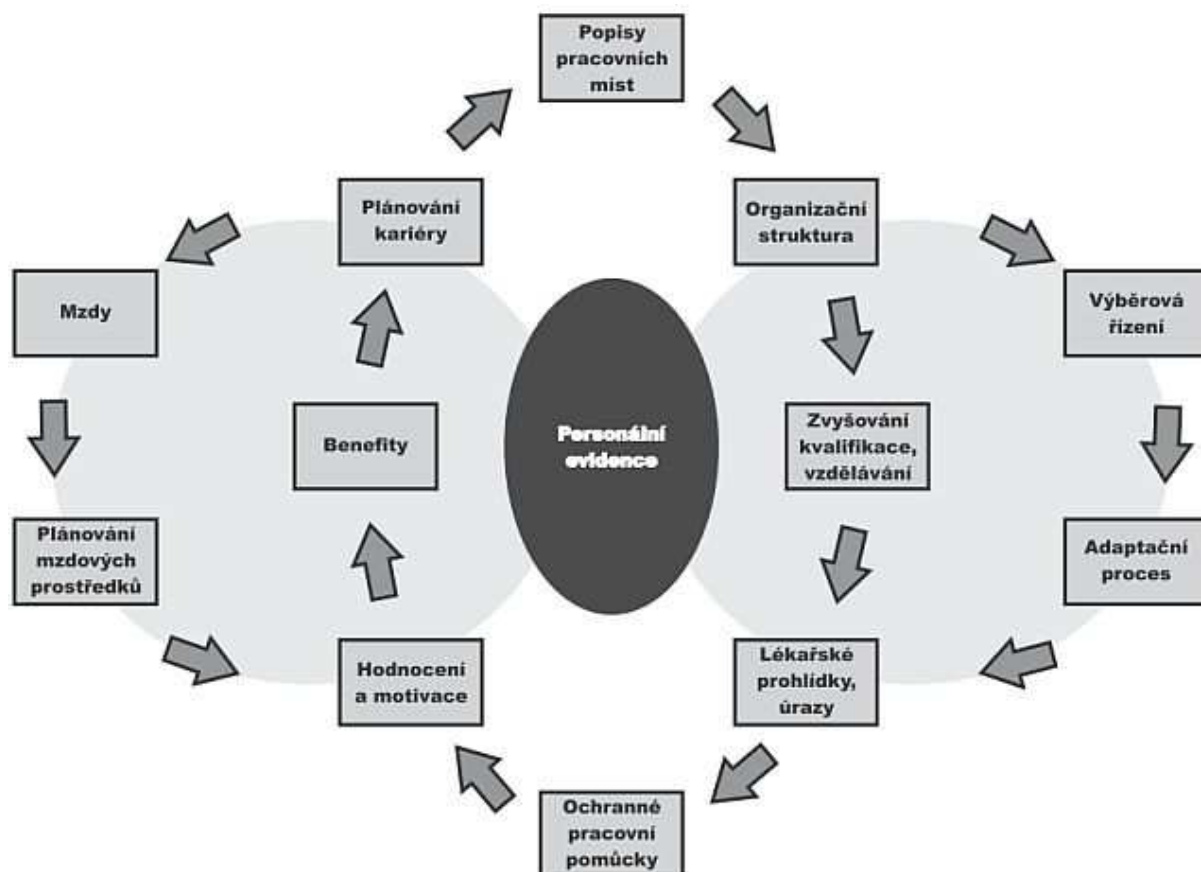 Popisy
pracovních
míst
Plánování
kariéry
Organizační
struktura
Mzdy
Výběrová
řízení
Benefity
Personální
evidence
Zvyšování
kvalifikace,
vzdělávání
Plánování
mzdových
prostředků
Adaptační
proces
Hodnocení
a motivace
Lékařské
prohlídky,
úrazy
Ochranné
pracovní
pomůcky